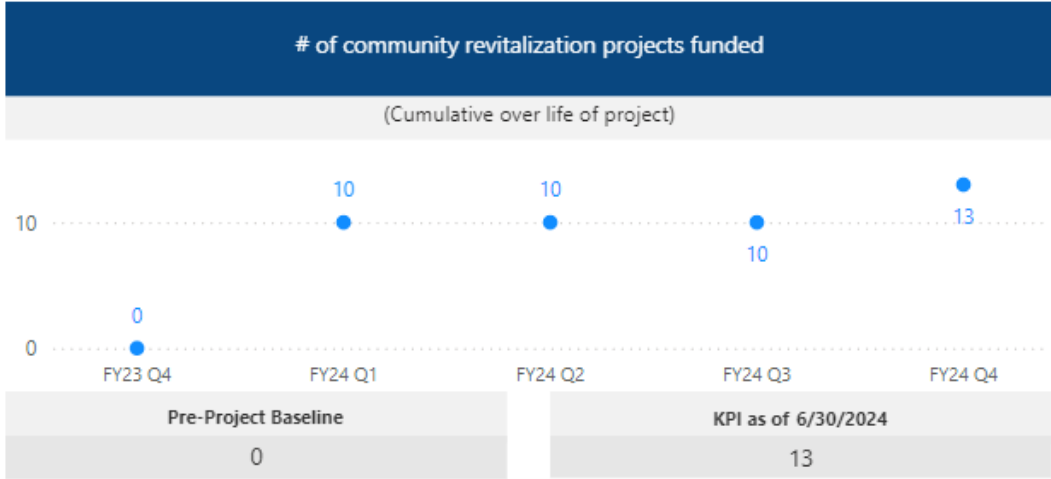 # of community revitalization projects funded
(Cumulative over life of project)
10 10
10 13
10
0
0
FY23 Q4 FY24 Q1 FY24 Q2 FY24 Q3 FY24 Q4
Pre-Project Baseline KPI as of 6/30/2024
0 13